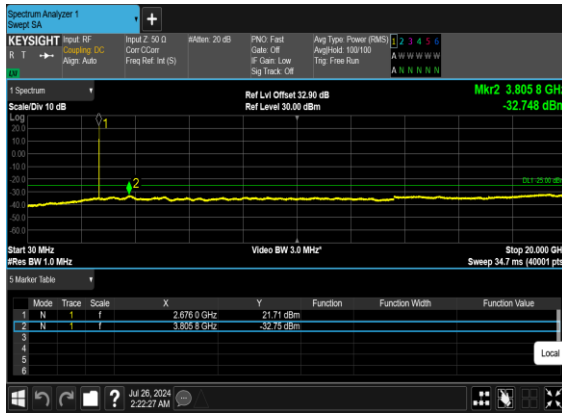 Spectrum Analyzer 1
Swept SA
+
KEYSIGHT Input: RF Input Z: 50 Ω #Atten: 20 dB PNO: Fast Avg Type: Power (RMS) 1 2 3 4 5 6
R T Coupling: DC Corr CCorr Gate: Off Avg|Hold: 100/100 A W W W W W
Align: Auto Freq Ref: Int (S) IF Gain: Low Trig: Free Run
LXI Sig Track: Off A N N N N N
1 Spectrum Ref Lvl Offset 32.90 dB Mkr2 3.805 8 GHz
Scale/Div 10 dB Ref Level 30.00 dBm -32.748 dBm
Log
1
20.0
10.0
0.00
-10.0
-20.0
DL1 -25.00 dBm
2
-30.0
-40.0
-50.0
-60.0
Start 30 MHz Video BW 3.0 MHz* Stop 20.000 GH
#Res BW 1.0 MHz Sweep 34.7 ms (40001 pts
5 Marker Table
Mode Trace Scale X Y Function Function Width Function Value
1 N 1 f 2.676 0 GHz 21.71 dBm
2 N 1 f 3.805 8 GHz -32.75 dBm
3
4
5
6
Local
? Jul 26, 2024
2:22:27 AM